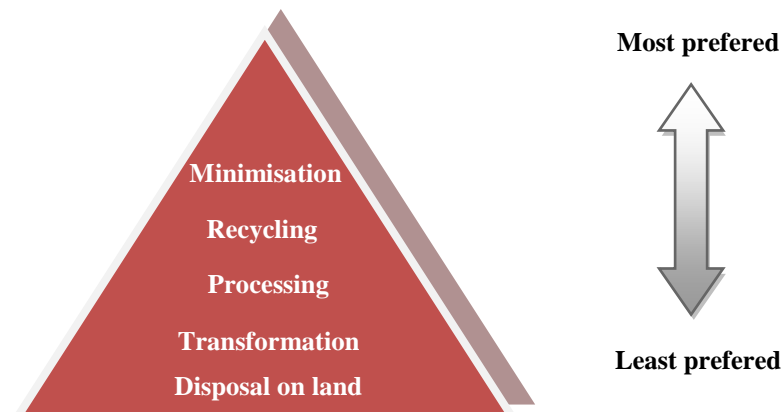 Most prefered
Minimisation
Recycling
Processing
Transformation
Least prefered
Disposal on land